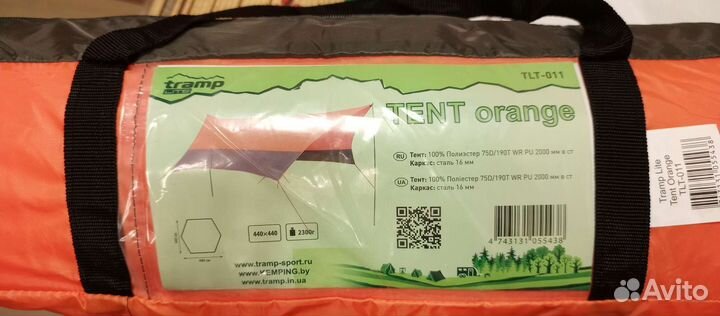 tramp
LITE
TLT-011
TENT orange
RU Тент: 100% Полиэстер 75D/190T WR PU 2000 мм в ст
Каркас: сталь 16 мм
UA Тент: 100% Поліестер 75D/190T WR PU 2000 мм в ст
Каркас: сталь 16 мм
440×440
2300г
www.tramp-sport.ru
www.KEMPING.by
www.tramp.in.ua
4 743131 055438
Tramp Lite
Tent Orange
TLT-011
Avito